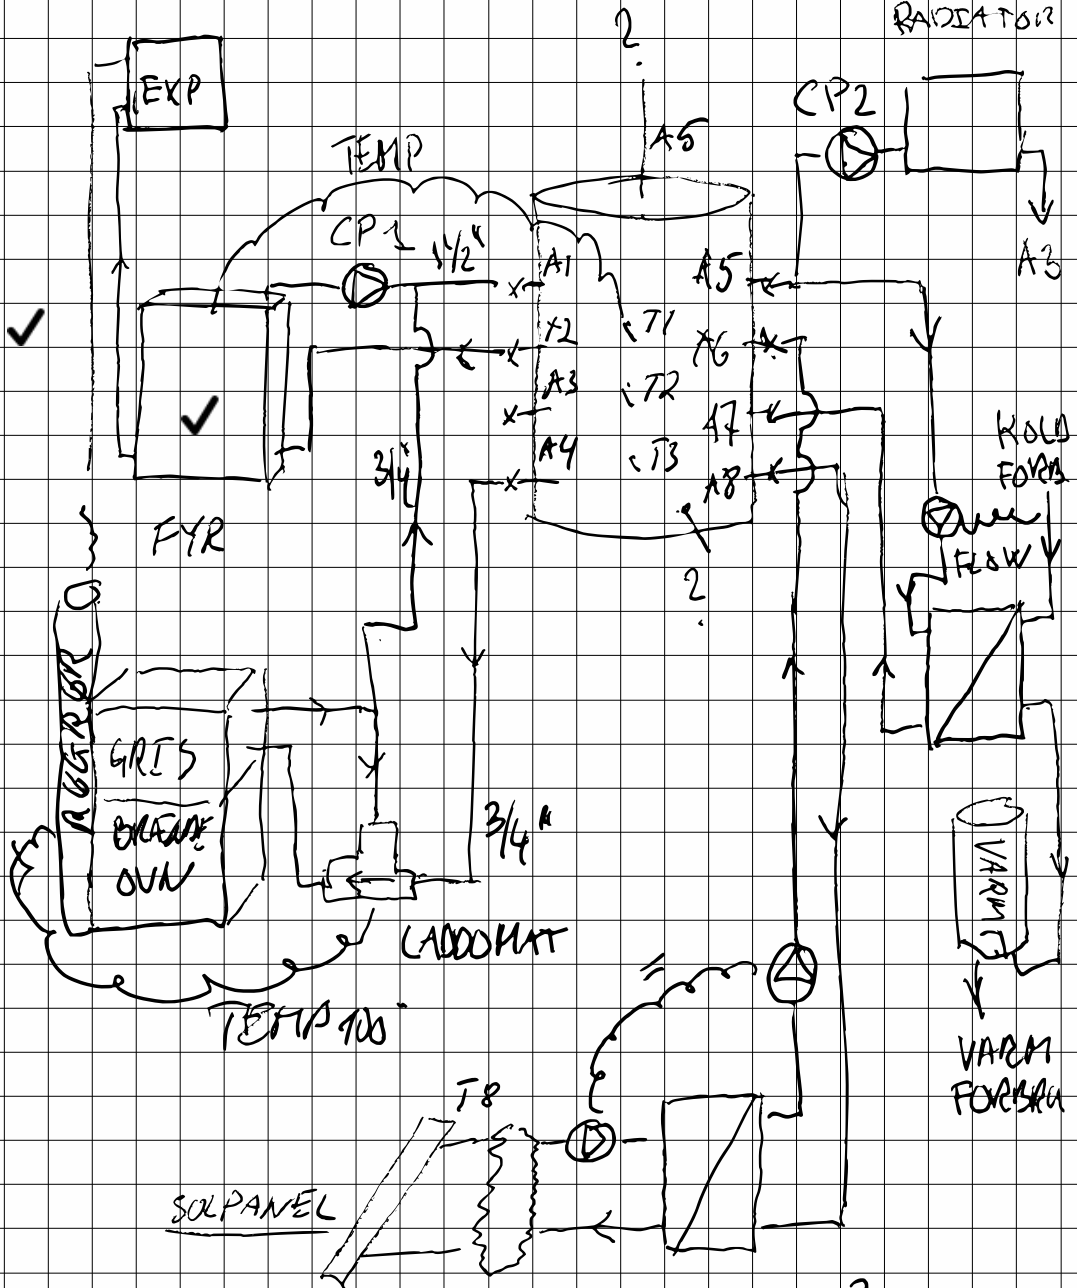 RADIATOR
?
EXP
CP2
A5
TEMP
CP1
1 1/2"
A1
A5
A3
X2
T1
A6
A3
T2
A7
KOLD
FORB
A4
T3
A8
3/4"
FYR
FLOW
?
GRIS
BRÆNDE
OVN
3/4"
VARM
LADDOMAT
TEMP 100°
VARM
FORBRU
T8
SOLPANEL
?